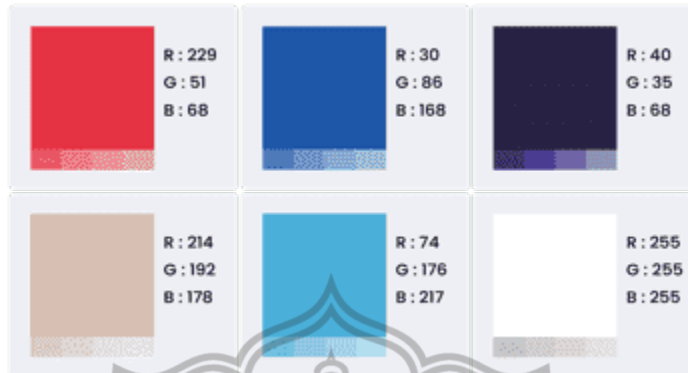 R : 229
G : 51
B : 68
R : 30
G : 86
B : 168
R : 40
G : 35
B : 68
R : 214
G : 192
B : 178
R : 74
G : 176
B : 217
R : 255
G : 255
B : 255